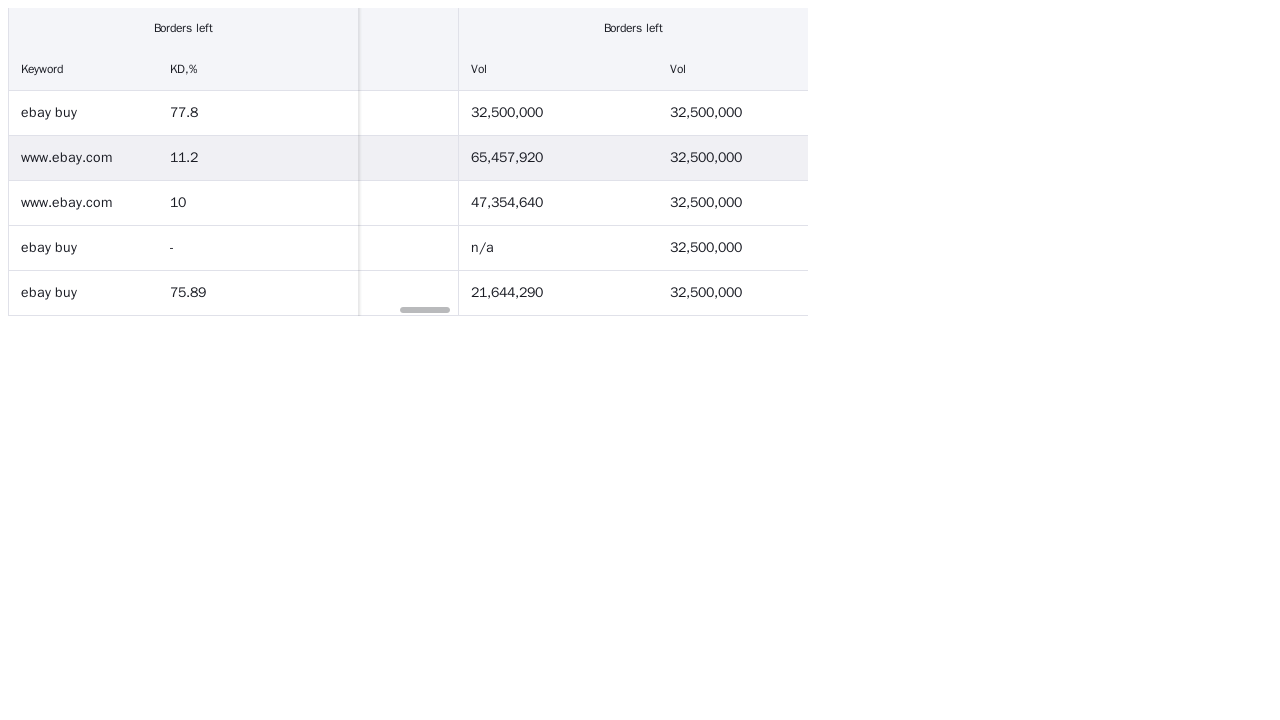 Borders left Borders left
Keyword KD,% Vol Vol
ebay buy 77.8 32,500,000 32,500,000
www.ebay.com 11.2 65,457,920 32,500,000
www.ebay.com 10 47,354,640 32,500,000
ebay buy - n/a 32,500,000
ebay buy 75.89 21,644,290 32,500,000